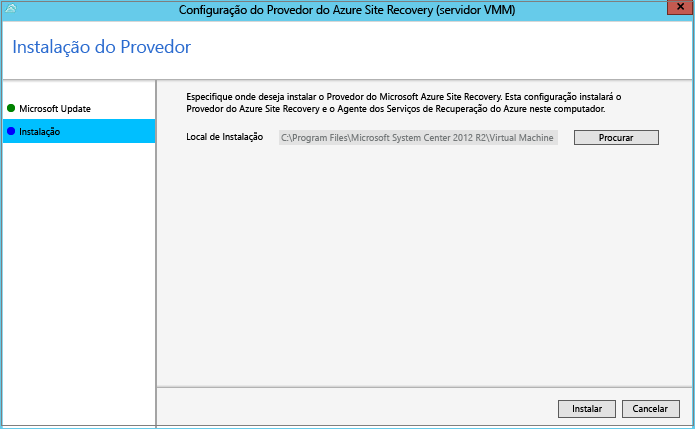 Configuração do Provedor do Azure Site Recovery (servidor VMM)
Instalação do Provedor
Microsoft Update
Instalação
Especifique onde deseja instalar o Provedor do Microsoft Azure Site Recovery. Esta configuração instalará o
Provedor do Azure Site Recovery e o Agente dos Serviços de Recuperação do Azure neste computador.
Local de Instalação
C:\Program Files\Microsoft System Center 2012 R2\Virtual Machine
Procurar
Instalar
Cancelar